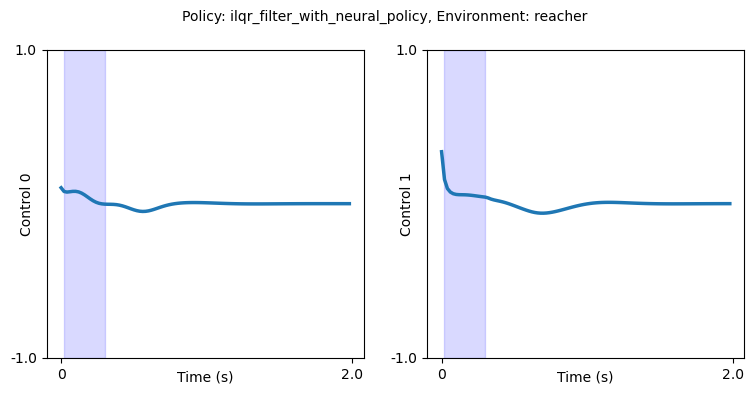 Policy: ilqr_filter_with_neural_policy, Environment: reacher
1.0
Control 0
-1.0
0
Time (s)
2.0
1.0
Control 1
-1.0
0
Time (s)
2.0